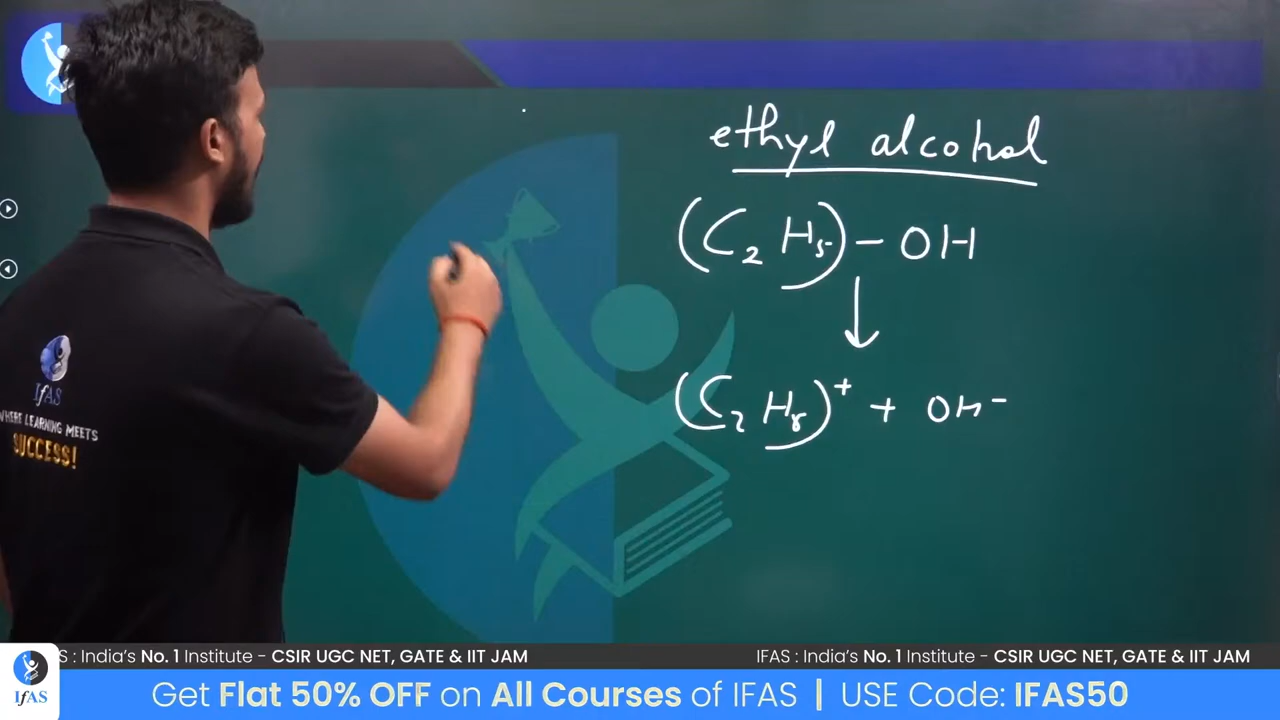 ethyl alcohol
(C2H5)-OH
↓
(C2H5)+ + OH-
IfAS
WHERE LEARNING MEETS
SUCCESS!
S : India's No. 1 Institute - CSIR UGC NET, GATE & IIT JAM
IFAS : India's No. 1 Institute - CSIR UGC NET, GATE & IIT JAM
IfAS
Get Flat 50% OFF on All Courses of IFAS | USE Code: IFAS50